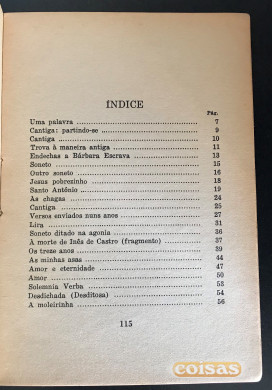 ÍNDICE
Pág.
Uma palavra 7
Cantiga: partindo-se 9
Cantiga 10
Trova à maneira antiga 11
Endechas a Bárbara Escrava 13
Soneto 15
Outro soneto 16
Jesus pobrezinho 18
Santo Antônio 19
As chagas 24
Cantiga 25
Versos enviados nuns anos 27
Lira 31
Soneto ditado na agonia 36
À morte de Inês de Castro (fragmento) 37
Os treze anos 39
As minhas asas 44
Amor e eternidade 47
Amor 50
Solemnia Verba 53
Desdichada (Desditosa) 54
A moleirinha 56
115
coisas